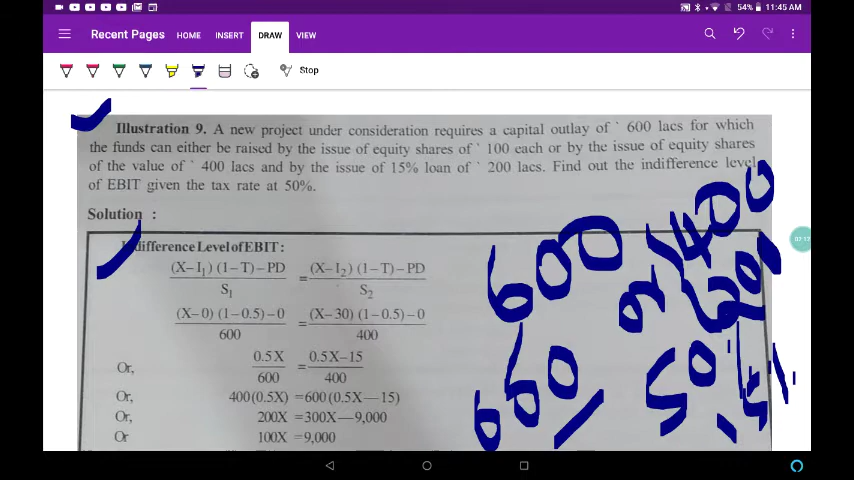 54% 11:45 AM
Recent Pages HOME INSERT DRAW VIEW
Stop
Illustration 9. A new project under consideration requires a capital outlay of ` 600 lacs for which
the funds can either be raised by the issue of equity shares of ` 100 each or by the issue of equity shares
of the value of ` 400 lacs and by the issue of 15% loan of ` 200 lacs. Find out the indifference level
of EBIT given the tax rate at 50%.
Solution :
Indifference Level of EBIT :
(X–I₁) (1–T)–PD / S₁ = (X–I₂) (1–T)–PD / S₂
(X–0) (1–0.5)–0 / 600 = (X–30) (1–0.5)–0 / 400
Or, 0.5X / 600 = 0.5X–15 / 400
Or, 400(0.5X) =600(0.5X—15)
Or, 200X =300X—9,000
Or 100X =9,000
600 or 400
600
50